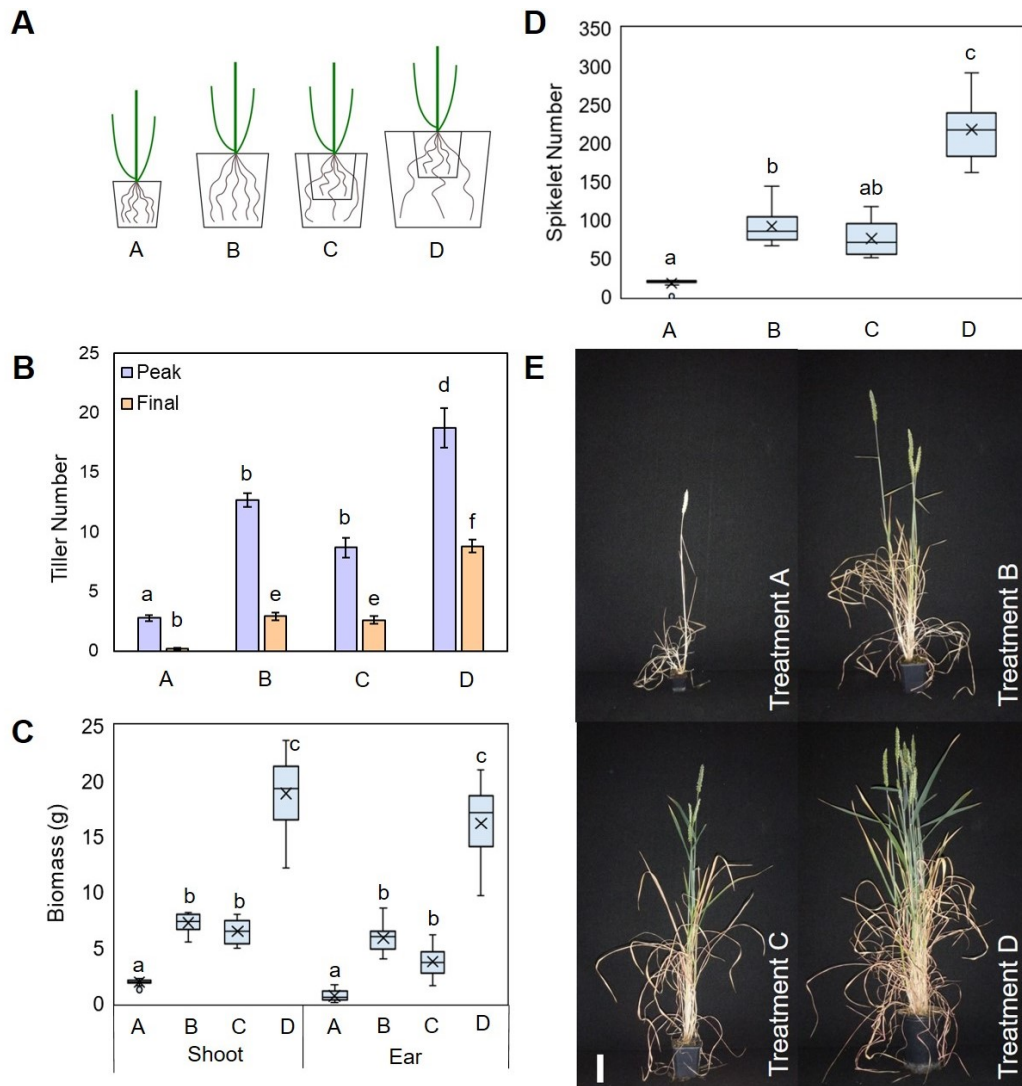 A
A
B
C
D
B
25
20
15
10
5
0
Tiller Number
Peak
Final
a
b
b
e
b
e
d
f
A
B
C
D
C
25
20
15
10
5
0
Biomass (g)
a
b
b
c
a
b
b
c
A B C D A B C D
Shoot Ear
D
350
300
250
200
150
100
50
0
Spikelet Number
a
b
ab
c
A
B
C
D
E
Treatment A
Treatment B
Treatment C
Treatment D